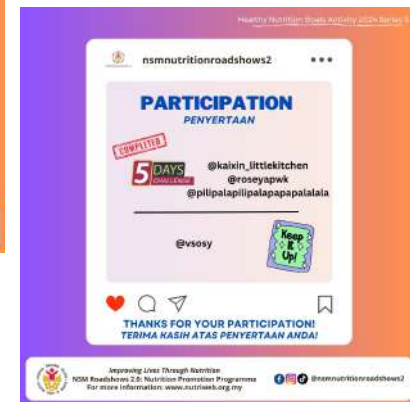 Healthy Nutrition Bowls Activity 2024 Series 5
nsmnutritionroadshows2
PARTICIPATION
PENYERTAAN
COMPLETED
5 DAYS
CHALLENGE
@kaixin_littlekitchen
@roseyapwk
@pilipalapilipalapapapalalala
@vsosy
Keep
It
Up!
THANKS FOR YOUR PARTICIPATION!
TERIMA KASIH ATAS PENYERTAAN ANDA!
Improving Lives Through Nutrition
NSM Roadshows 2.0: Nutrition Promotion Programme
For more information: www.nutriweb.org.my
@nsmnutritionroadshows2